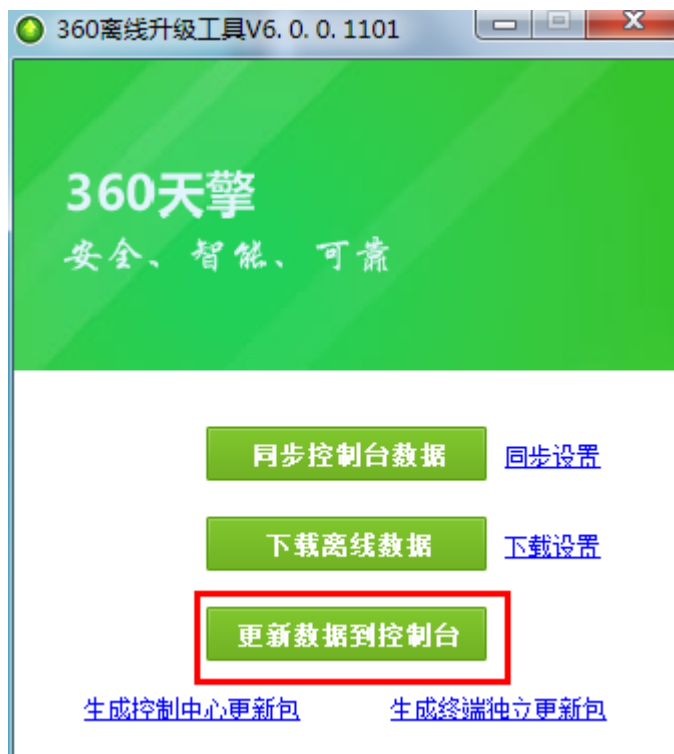 360离线升级工具V6.0.0.1101
360天擎
安全、智能、可靠
同步控制台数据 同步设置
下载离线数据 下载设置
更新数据到控制台
生成控制中心更新包 生成终端独立更新包